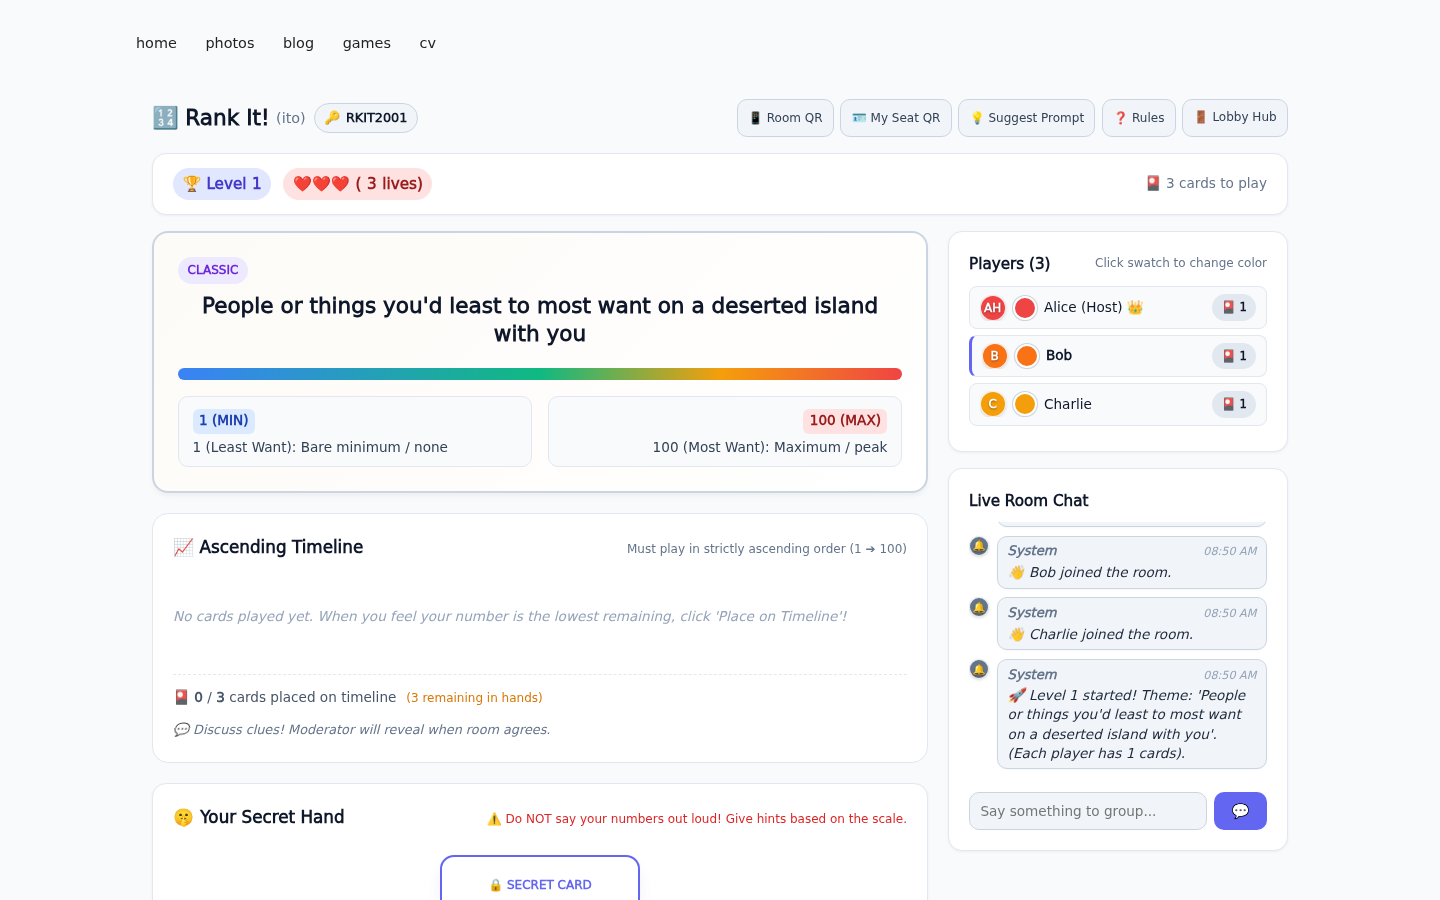 home photos blog games cv
Rank It! (ito) RKIT2001
Room QR My Seat QR Suggest Prompt Rules Lobby Hub
Level 1 ( 3 lives)
3 cards to play
CLASSIC
People or things you'd least to most want on a deserted island
with you
1 (MIN)
1 (Least Want): Bare minimum / none
100 (MAX)
100 (Most Want): Maximum / peak
Ascending Timeline
Must play in strictly ascending order (1 ➔ 100)
No cards played yet. When you feel your number is the lowest remaining, click 'Place on Timeline'!
0 / 3 cards placed on timeline (3 remaining in hands)
Discuss clues! Moderator will reveal when room agrees.
Your Secret Hand
Do NOT say your numbers out loud! Give hints based on the scale.
SECRET CARD
Players (3)
Click swatch to change color
AH Alice (Host) 1
B Bob 1
C Charlie 1
Live Room Chat
System 08:50 AM
Bob joined the room.
System 08:50 AM
Charlie joined the room.
System 08:50 AM
Level 1 started! Theme: 'People
or things you'd least to most want
on a deserted island with you'.
(Each player has 1 cards).
Say something to group...